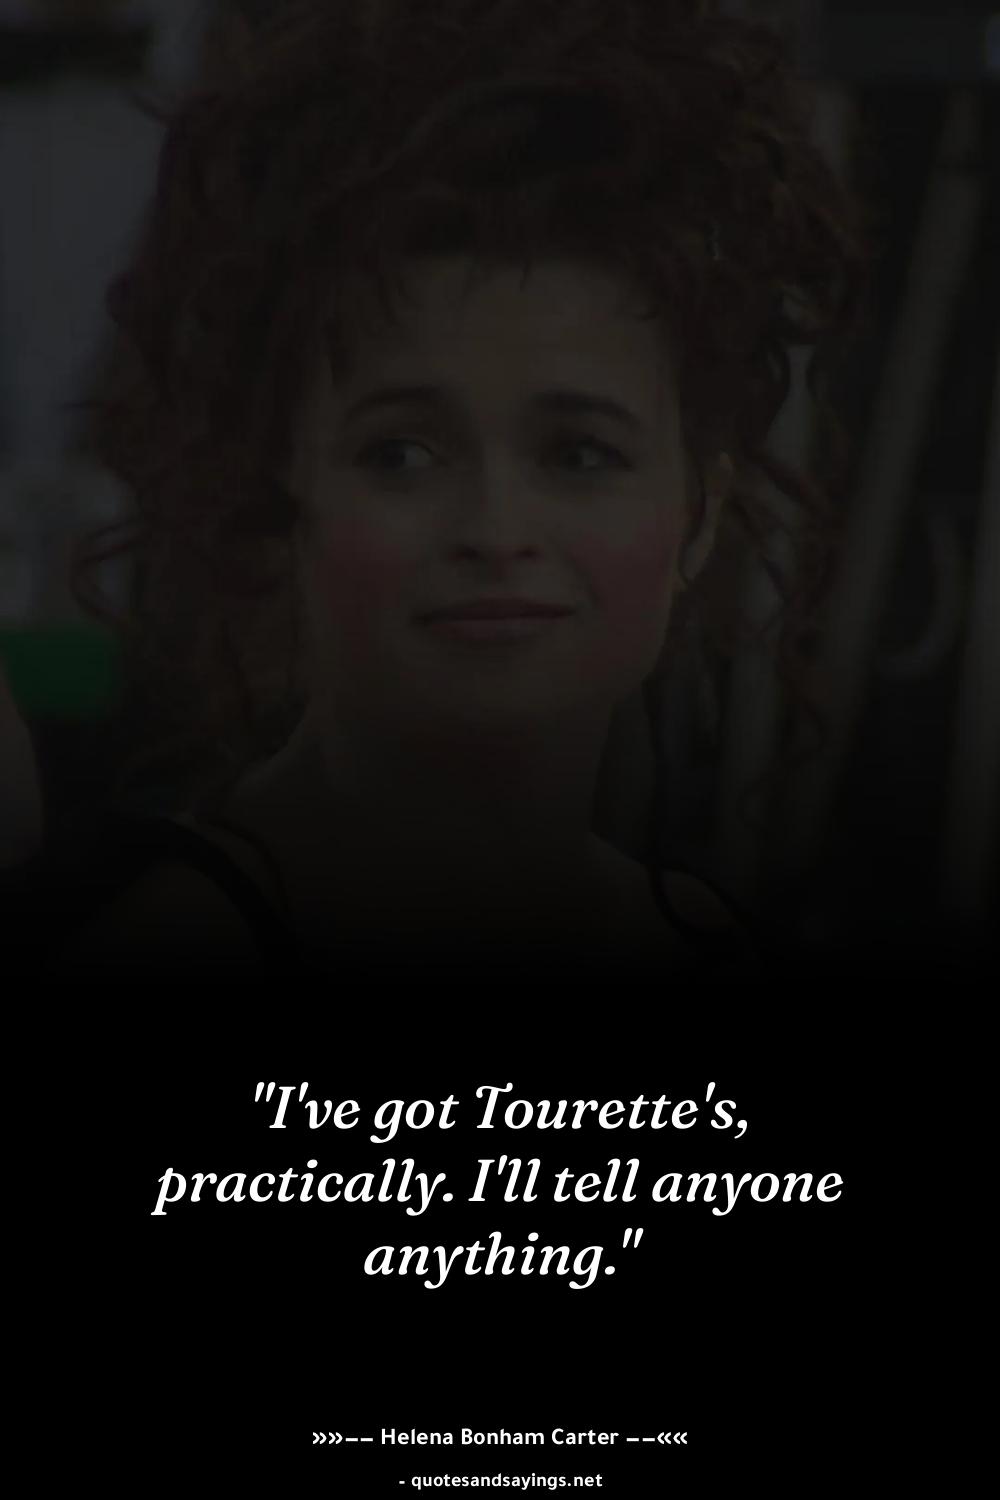 "I've got Tourette's,
practically. I'll tell anyone
anything."
»»−− Helena Bonham Carter −−««
- quotesandsayings.net